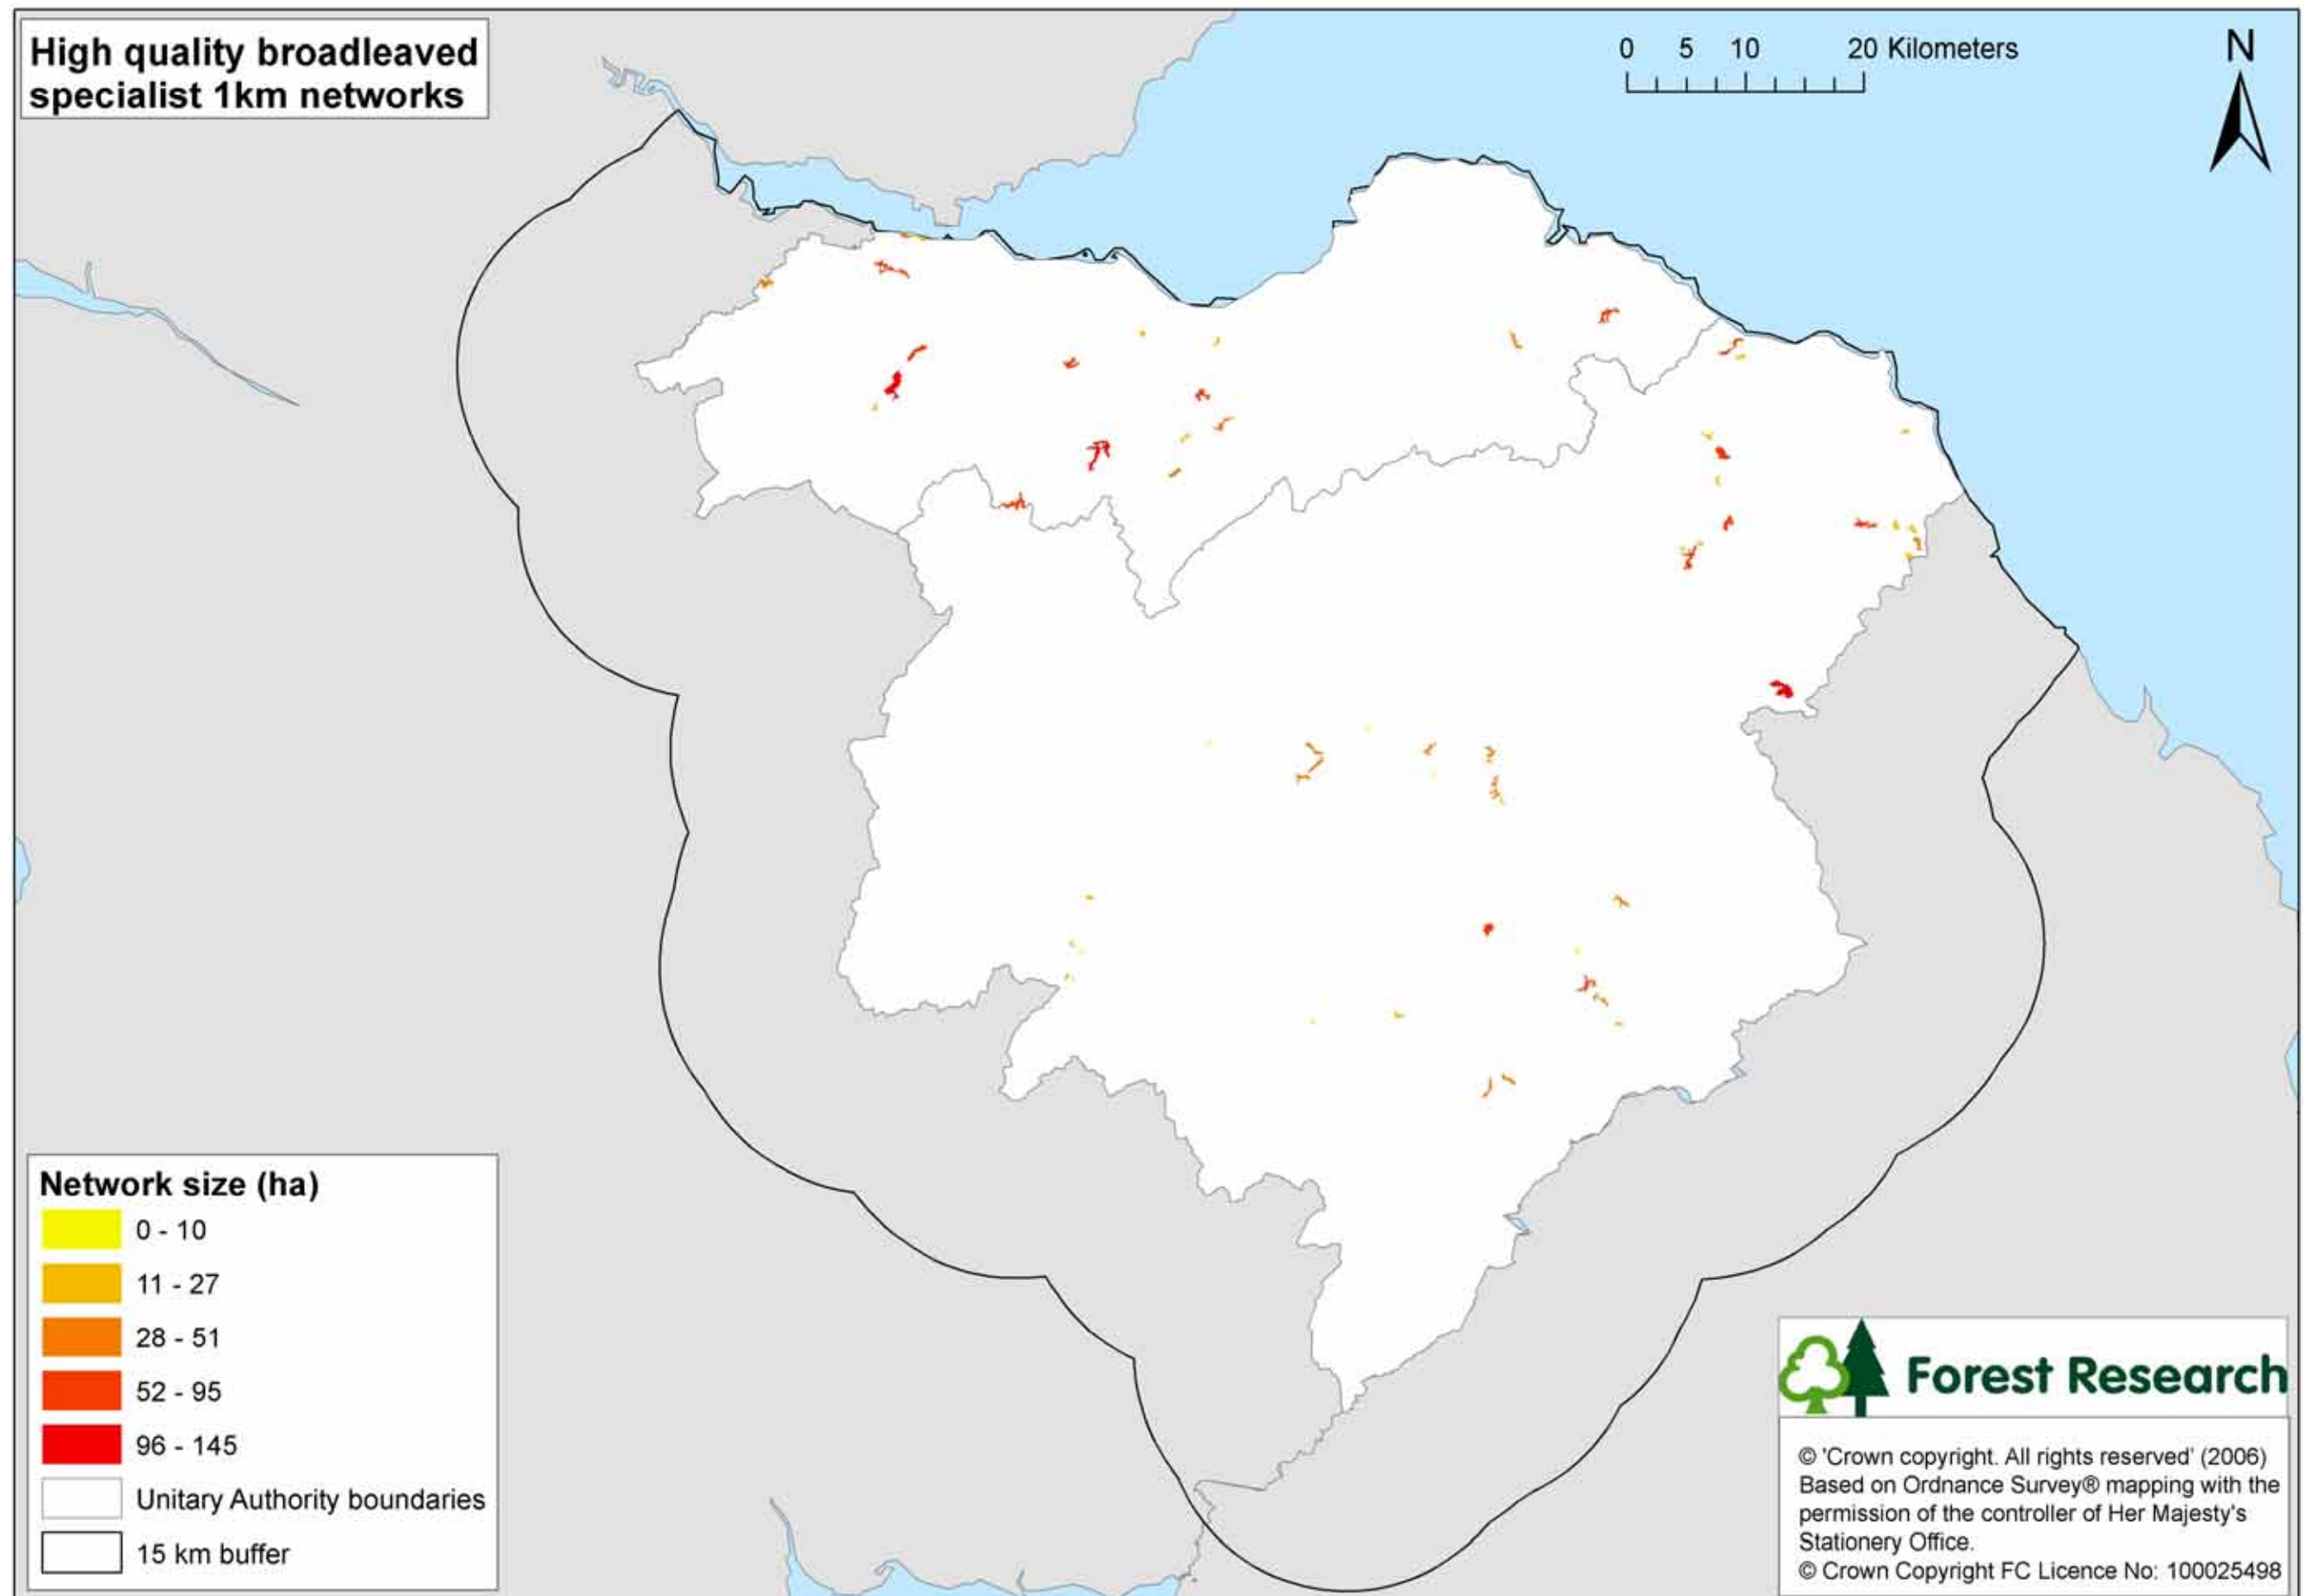 High quality broadleaved
specialist 1km networks
0 5 10 20 Kilometers
N
Network size (ha)
0 - 10
11 - 27
28 - 51
52 - 95
96 - 145
Unitary Authority boundaries
15 km buffer
Forest Research
© 'Crown copyright. All rights reserved' (2006)
Based on Ordnance Survey® mapping with the
permission of the controller of Her Majesty's
Stationery Office.
© Crown Copyright FC Licence No: 100025498